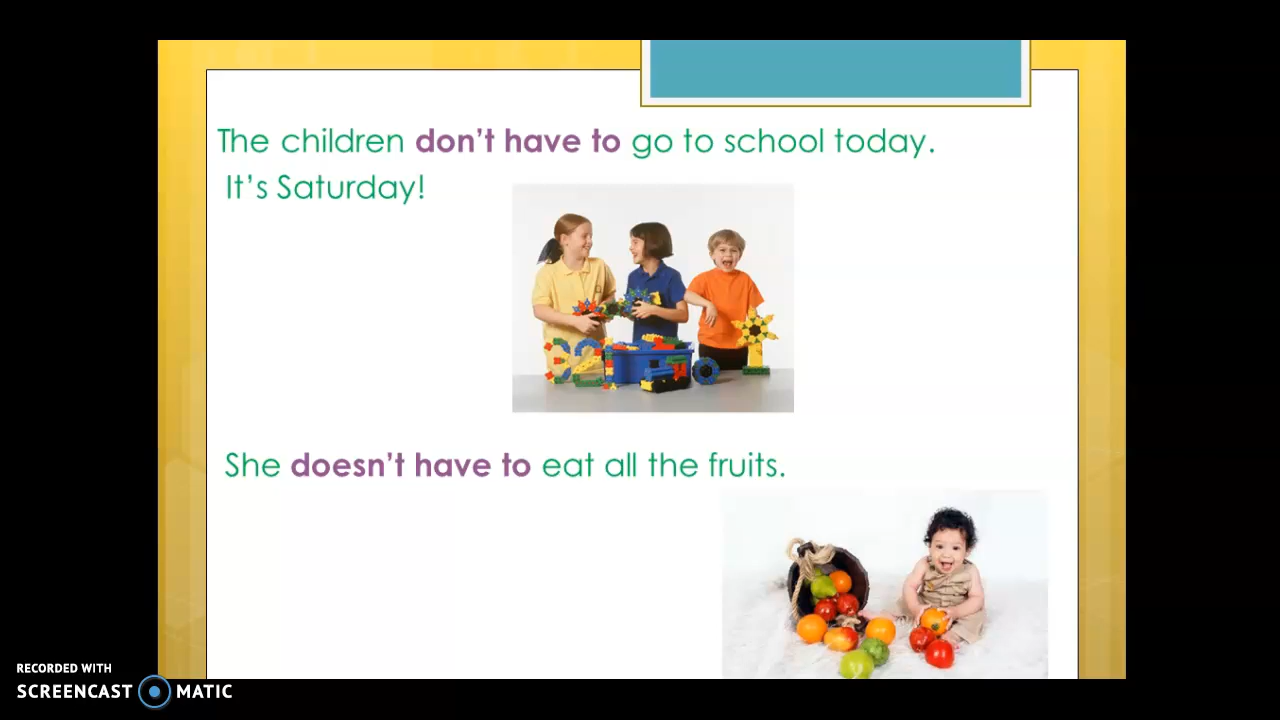 The children don't have to go to school today.
It's Saturday!
She doesn't have to eat all the fruits.
RECORDED WITH
SCREENCAST MATIC